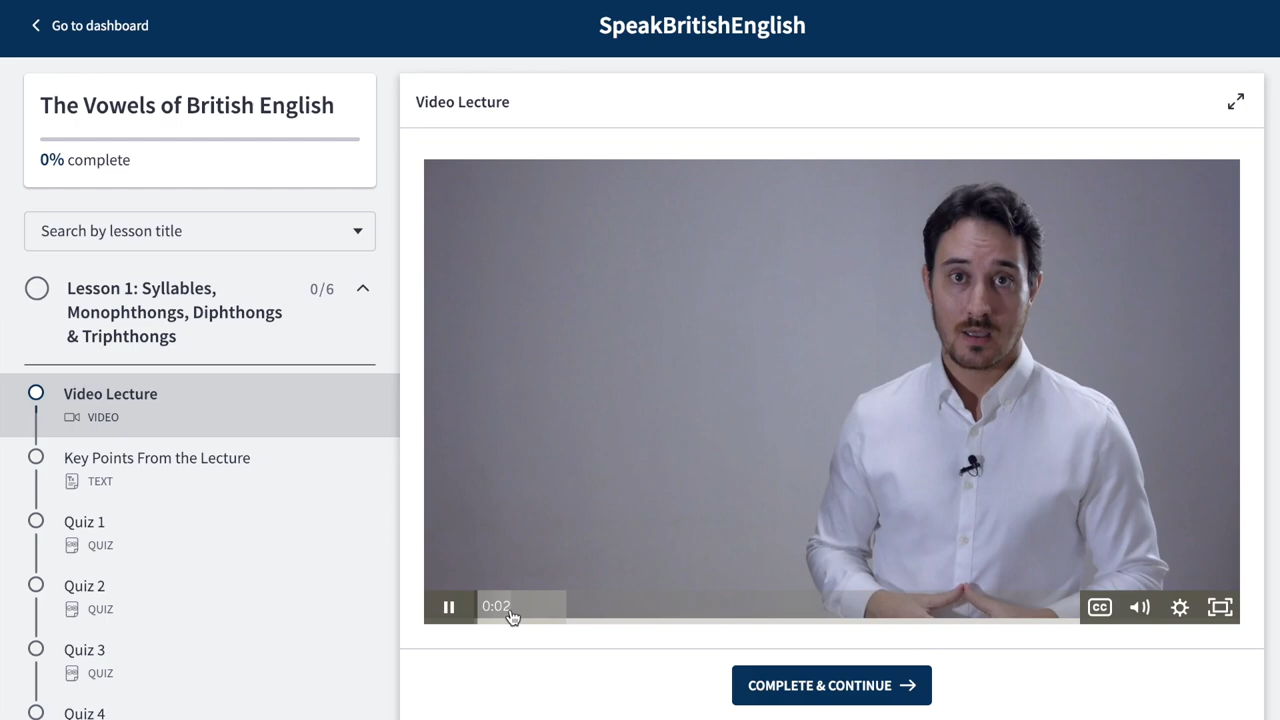 Go to dashboard
SpeakBritishEnglish
The Vowels of British English
0% complete
Search by lesson title
Lesson 1: Syllables,
Monophthongs, Diphthongs
& Triphthongs
0/6
Video Lecture
VIDEO
Key Points From the Lecture
TEXT
Quiz 1
QUIZ
Quiz 2
QUIZ
Quiz 3
QUIZ
Quiz 4
Video Lecture
0:02
CC
COMPLETE & CONTINUE